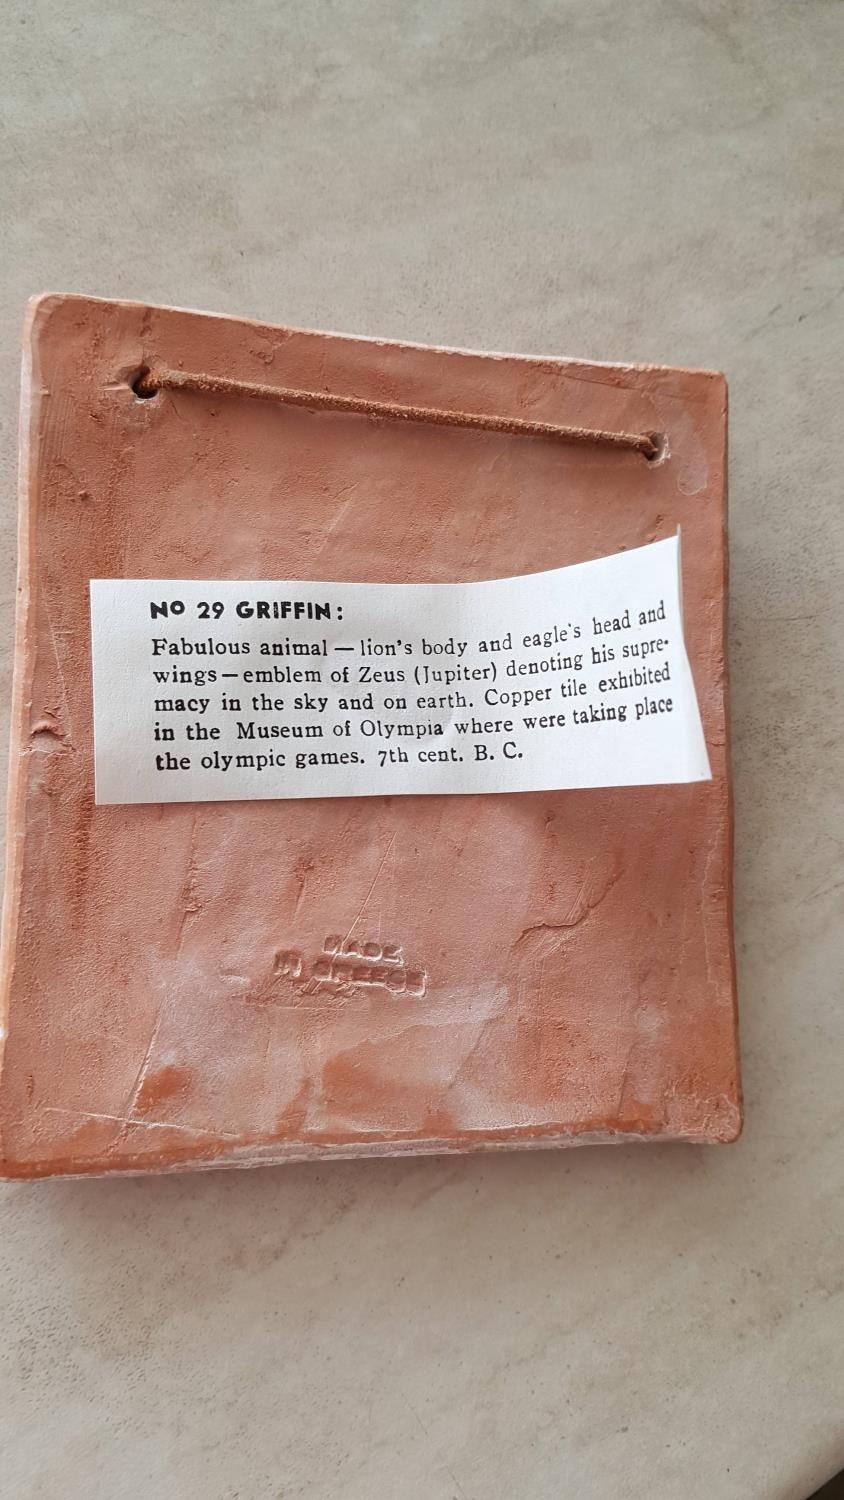 No 29 GRIFFIN:
Fabulous animal — lion's body and eagle's head and
wings — emblem of Zeus (Jupiter) denoting his supre-
macy in the sky and on earth. Copper tile exhibited
in the Museum of Olympia where were taking place
the olympic games. 7th cent. B. C.
MADE
IN GREECE